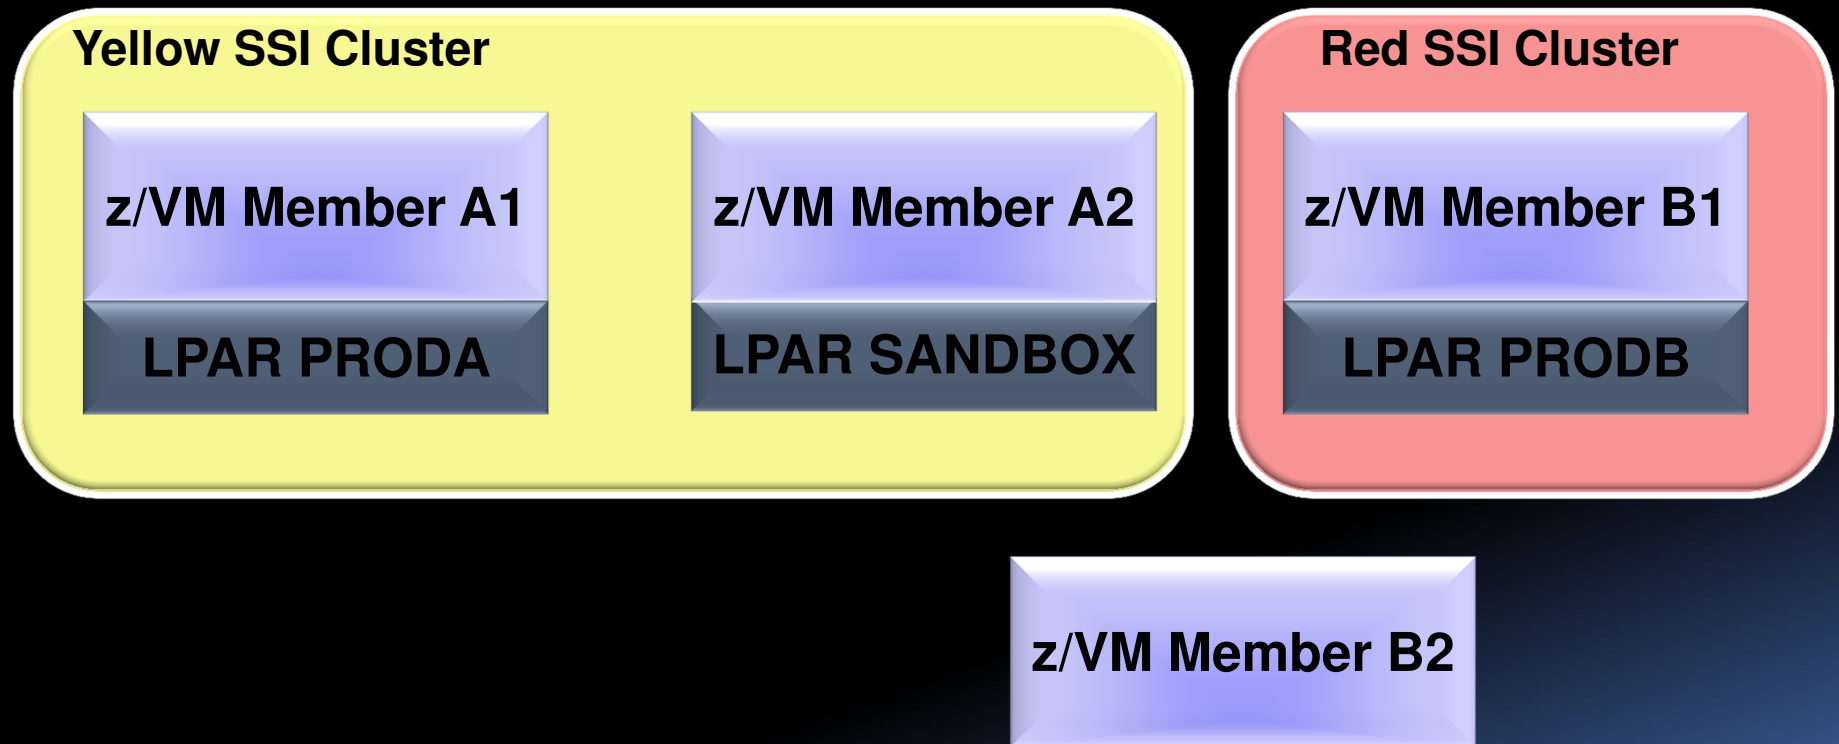 Yellow SSI Cluster
Red SSI Cluster
z/VM Member A1
z/VM Member A2
z/VM Member B1
LPAR PRODA
LPAR SANDBOX
LPAR PRODB
z/VM Member B2